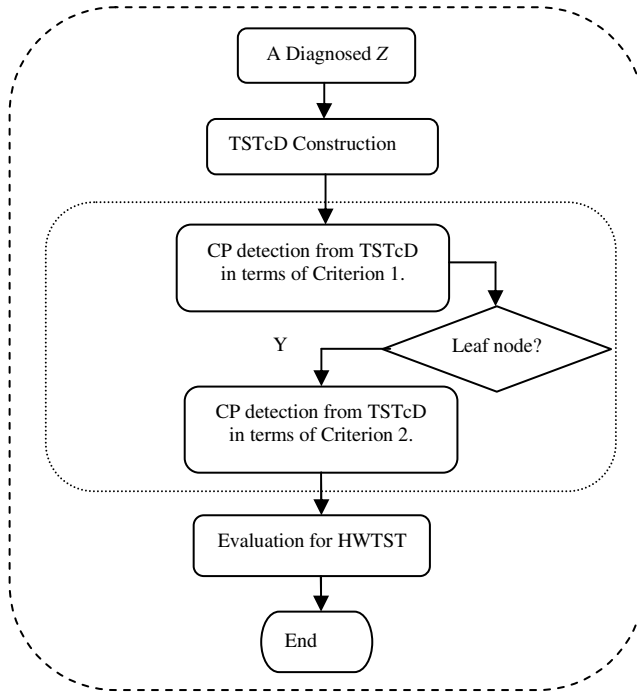 A Diagnosed Z
TSTcD Construction
CP detection from TSTcD
in terms of Criterion 1.
Leaf node?
Y
CP detection from TSTcD
in terms of Criterion 2.
Evaluation for HWTST
End